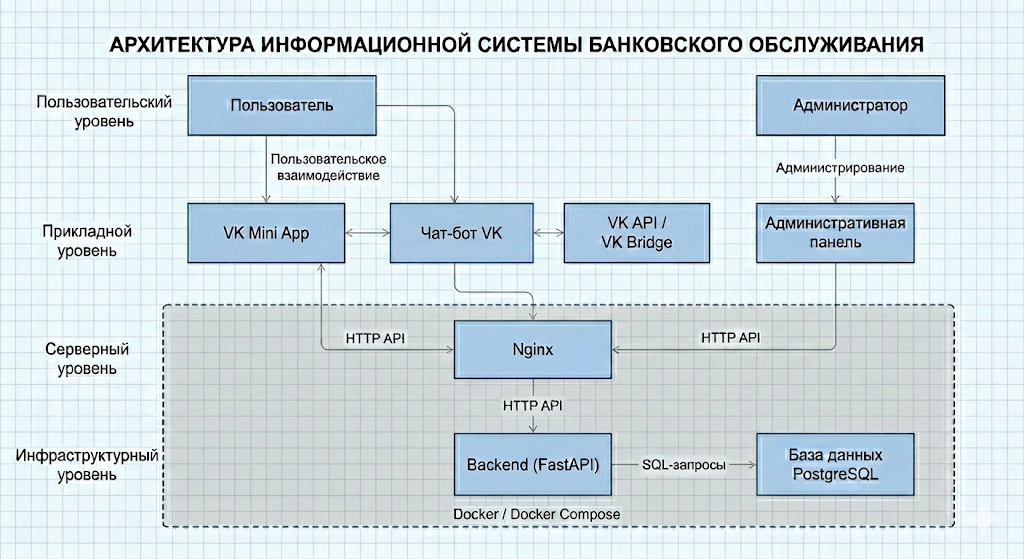 АРХИТЕКТУРА ИНФОРМАЦИОННОЙ СИСТЕМЫ БАНКОВСКОГО ОБСЛУЖИВАНИЯ
Пользовательский
уровень
Пользователь
Администратор
Пользовательское
взаимодействие
Администрирование
Прикладной
уровень
VK Mini App
Чат-бот VK
VK API /
VK Bridge
Административная
панель
Серверный
уровень
HTTP API
Nginx
HTTP API
HTTP API
Инфраструктурный
уровень
Backend (FastAPI)
SQL-запросы
База данных
PostgreSQL
Docker / Docker Compose